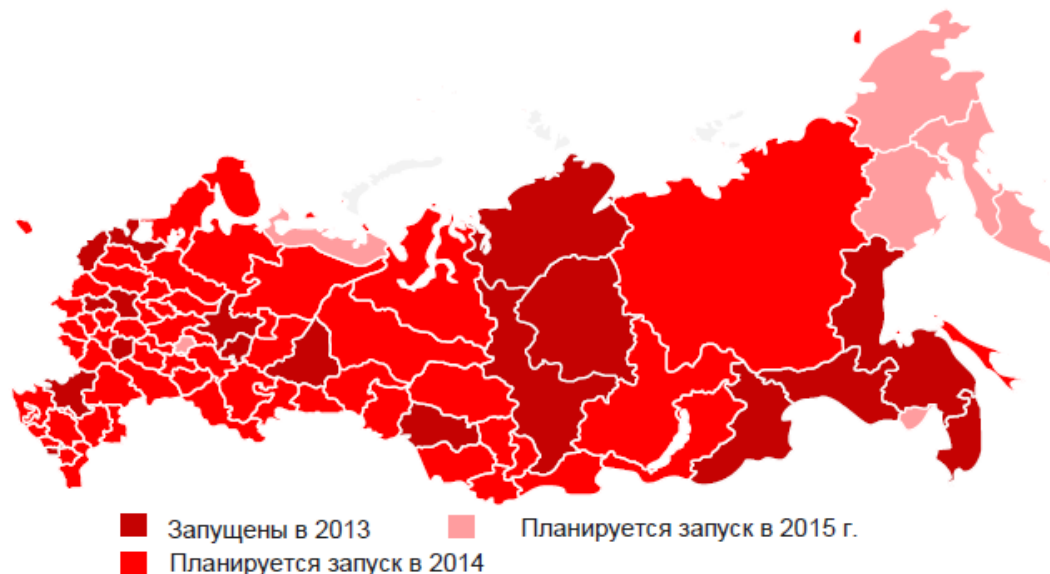 Запущены в 2013
Планируется запуск в 2015 г.
Планируется запуск в 2014